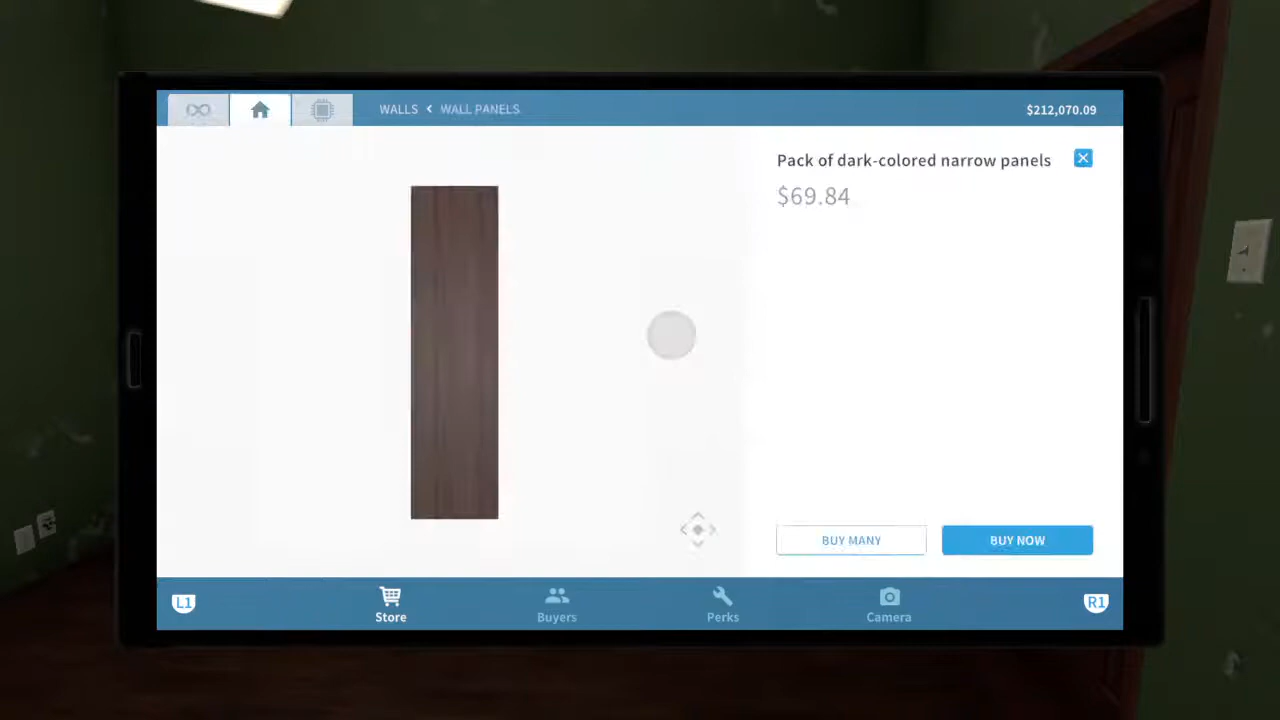 WALLS < WALL PANELS
$212,070.09
Pack of dark-colored narrow panels
$69.84
BUY MANY
BUY NOW
L1
Store
Buyers
Perks
Camera
R1